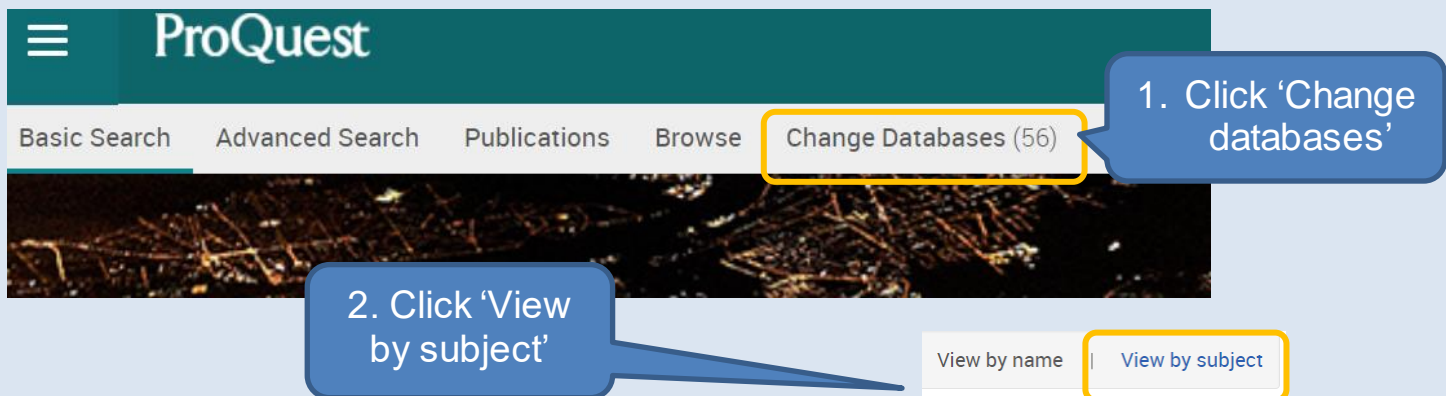 ProQuest
1. Click ‘Change
databases’
Basic Search Advanced Search Publications Browse Change Databases (56)
2. Click ‘View
by subject’
View by name | View by subject